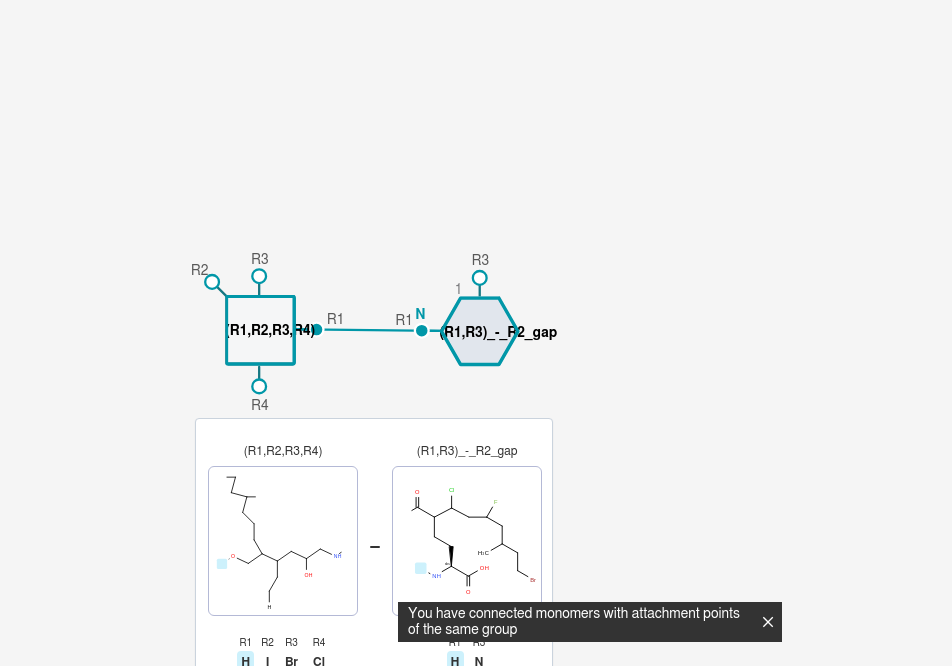 R3
R3
R2
1
N
R1
R1
(R1,R2,R3,R4)
(R1,R3)_-_R2_gap
R4
(R1,R2,R3,R4)
(R1,R3)_-_R2_gap
O
NH
OH
H
O
Cl
F
H₃C
NH
OH
O
Br
–
You have connected monomers with attachment points
of the same group
R1 R2 R3 R4
R1 R3
H I Br Cl
H N